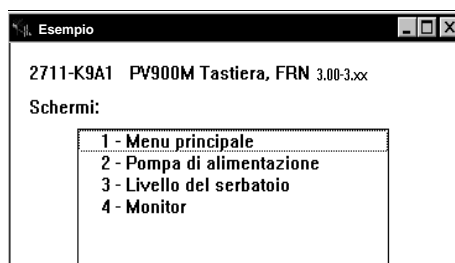 Esempio
2711-K9A1 PV900M Tastiera, FRN 3.00-3.xx
Schermi:
1 - Menu principale
2 - Pompa di alimentazione
3 - Livello del serbatoio
4 - Monitor